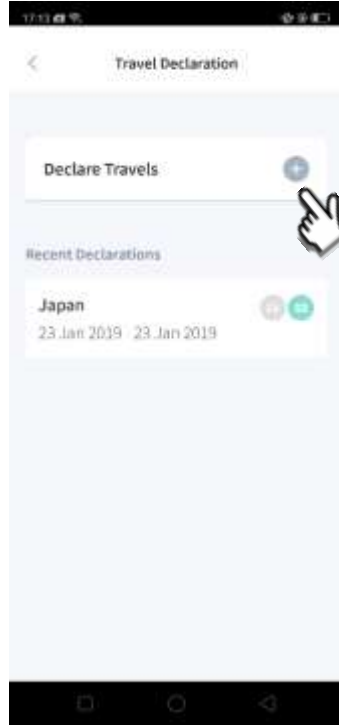 17:13
Travel Declaration
Declare Travels
Recent Declarations
Japan
23 Jan 2019 23 Jan 2019